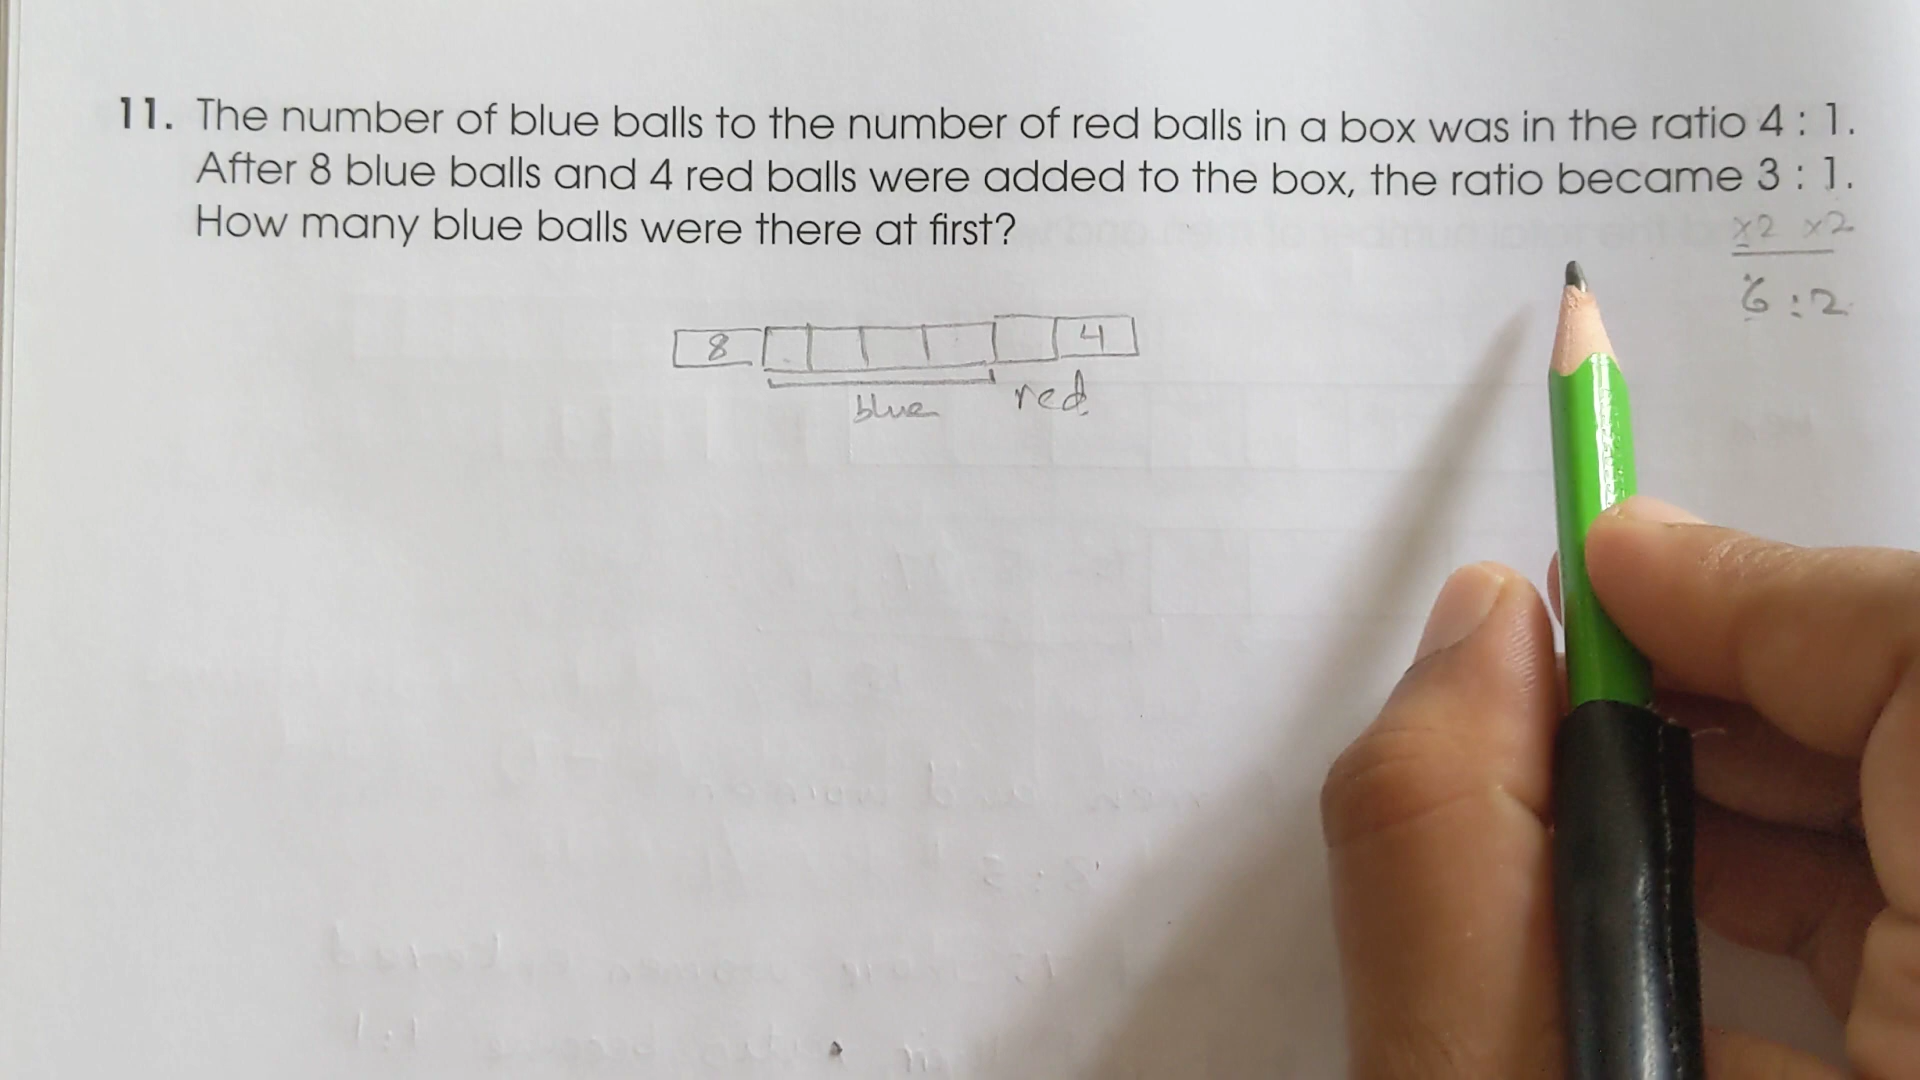 11. The number of blue balls to the number of red balls in a box was in the ratio 4 : 1.
After 8 blue balls and 4 red balls were added to the box, the ratio became 3 : 1.
How many blue balls were there at first?
x2 x2
6 : 2
8 4
blue red